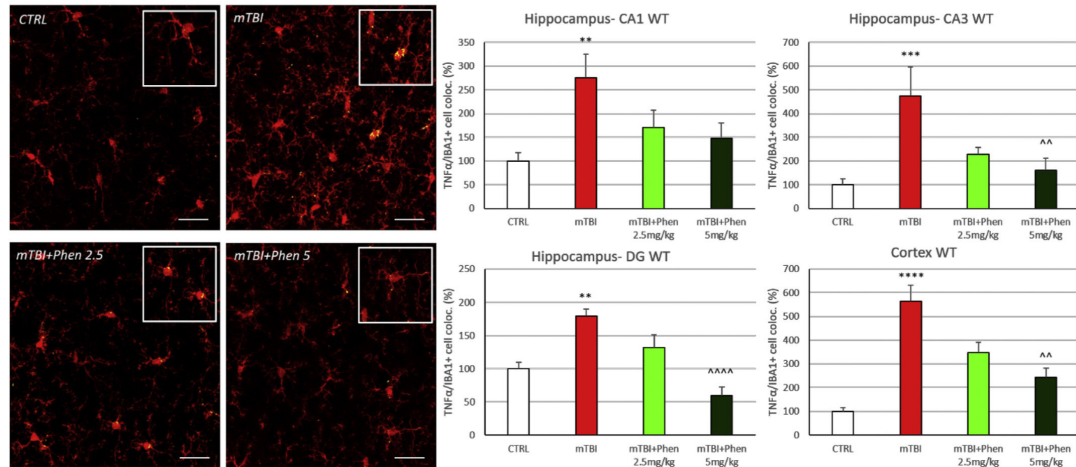 CTRL
mTBI
mTBI+Phen 2.5
mTBI+Phen 5
Hippocampus- CA1 WT
TNFα/IBA1+ cell coloc. (%)
350
300
250
200
150
100
50
0
**
CTRL
mTBI
mTBI+Phen
2.5mg/kg
mTBI+Phen
5mg/kg
Hippocampus- CA3 WT
TNFα/IBA1+ cell coloc. (%)
700
600
500
400
300
200
100
0
***
^^
CTRL
mTBI
mTBI+Phen
2.5mg/kg
mTBI+Phen
5mg/kg
Hippocampus- DG WT
TNFα/IBA1+ cell coloc. (%)
250
200
150
100
50
0
**
^^^^
CTRL
mTBI
mTBI+Phen
2.5mg/kg
mTBI+Phen
5mg/kg
Cortex WT
TNFα/IBA1+ cell coloc. (%)
700
600
500
400
300
200
100
0
****
^^
CTRL
mTBI
mTBI+Phen
2.5mg/kg
mTBI+Phen
5mg/kg